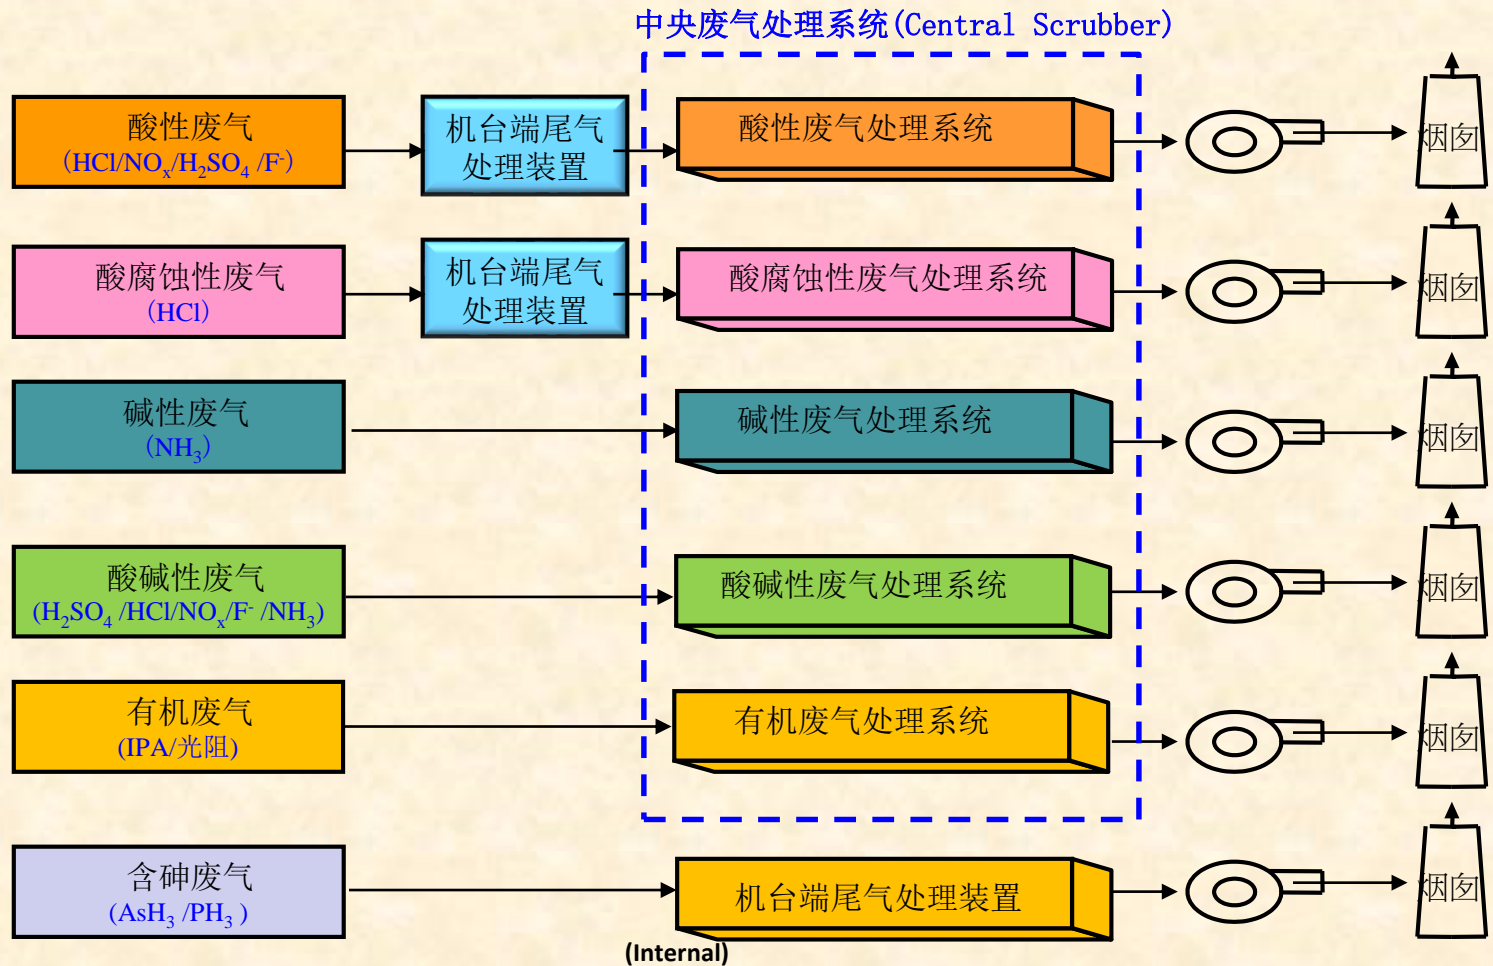 中央废气处理系统(Central Scrubber)
酸性废气
(HCl/NOₓ/H₂SO₄ /F⁻)
机台端尾气
处理装置
酸性废气处理系统
烟囱
酸腐蚀性废气
(HCl)
机台端尾气
处理装置
酸腐蚀性废气处理系统
烟囱
碱性废气
(NH₃)
碱性废气处理系统
烟囱
酸碱性废气
(H₂SO₄ /HCl/NOₓ/F⁻ /NH₃)
酸碱性废气处理系统
烟囱
有机废气
(IPA/光阻)
有机废气处理系统
烟囱
含砷废气
(AsH₃ /PH₃ )
机台端尾气处理装置
烟囱
(Internal)